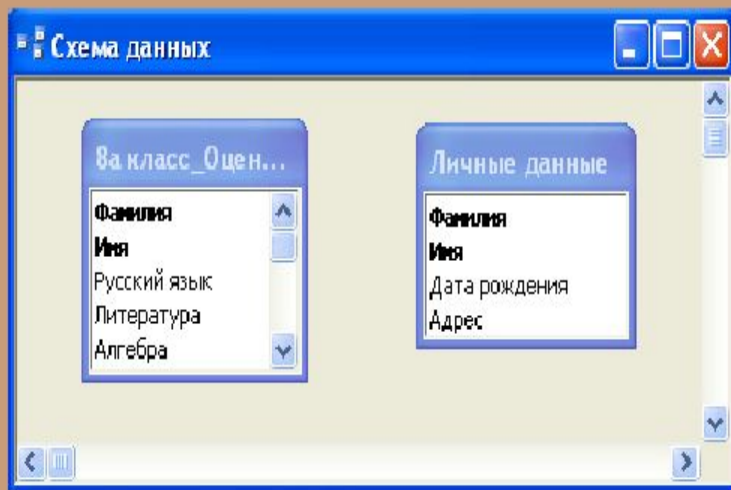 Схема данных
8а класс_Оцен...
Фамилия
Имя
Русский язык
Литература
Алгебра
Личные данные
Фамилия
Имя
Дата рождения
Адрес